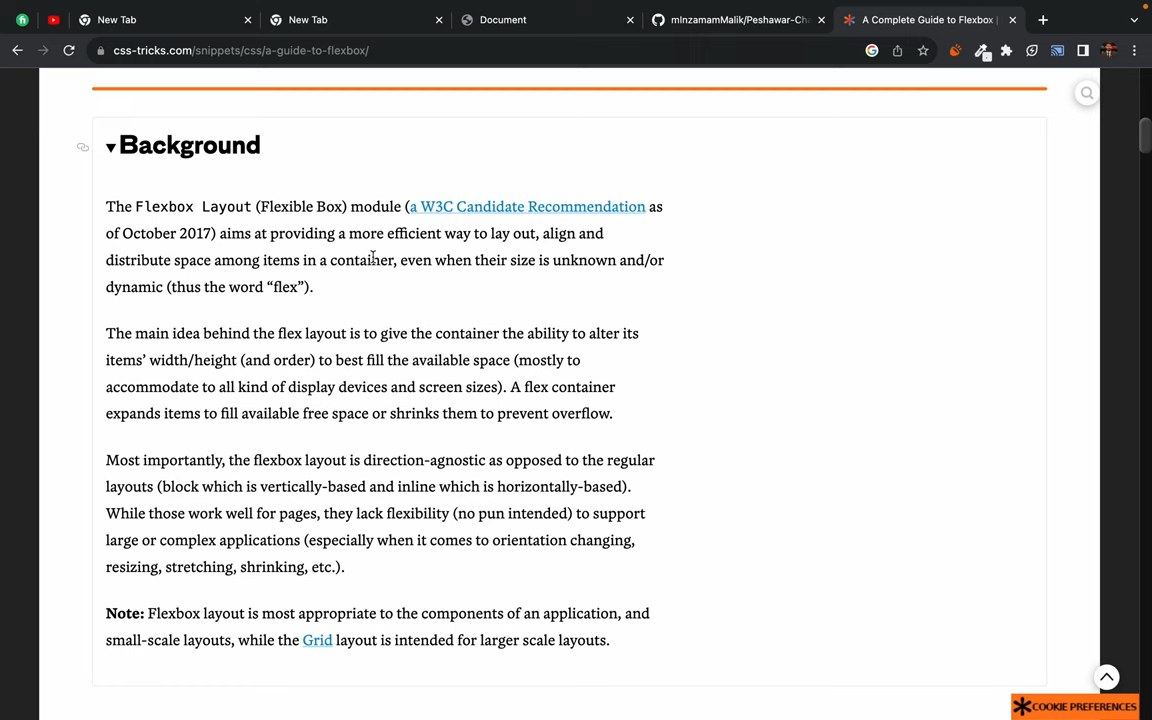 New Tab
New Tab
Document
mInzamamMalik/Peshawar-Ch
A Complete Guide to Flexbox |
css-tricks.com/snippets/css/a-guide-to-flexbox/
Background
The Flexbox Layout (Flexible Box) module (a W3C Candidate Recommendation as
of October 2017) aims at providing a more efficient way to lay out, align and
distribute space among items in a container, even when their size is unknown and/or
dynamic (thus the word “flex”).
The main idea behind the flex layout is to give the container the ability to alter its
items’ width/height (and order) to best fill the available space (mostly to
accommodate to all kind of display devices and screen sizes). A flex container
expands items to fill available free space or shrinks them to prevent overflow.
Most importantly, the flexbox layout is direction-agnostic as opposed to the regular
layouts (block which is vertically-based and inline which is horizontally-based).
While those work well for pages, they lack flexibility (no pun intended) to support
large or complex applications (especially when it comes to orientation changing,
resizing, stretching, shrinking, etc.).
Note: Flexbox layout is most appropriate to the components of an application, and
small-scale layouts, while the Grid layout is intended for larger scale layouts.
COOKIE PREFERENCES